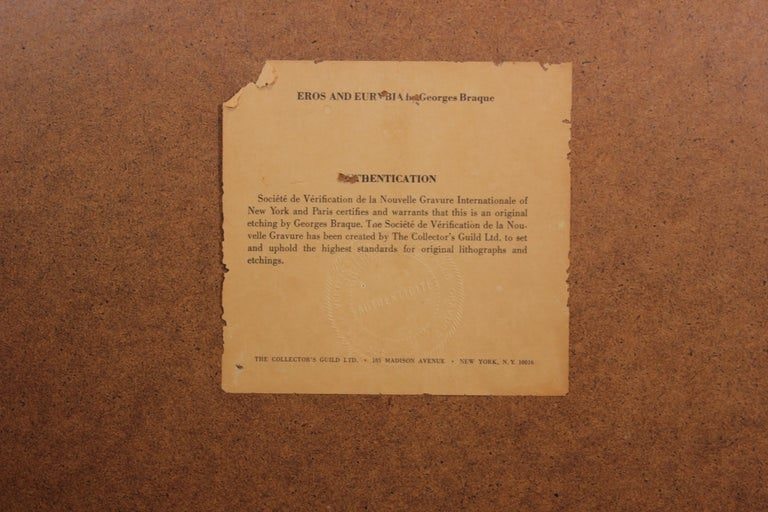 EROS AND EURYBIA by Georges Braque
AUTHENTICATION
Société de Vérification de la Nouvelle Gravure Internationale of
New York and Paris certifies and warrants that this is an original
etching by Georges Braque. The Société de Vérification de la Nou-
velle Gravure has been created by The Collector's Guild Ltd. to set
and uphold the highest standards for original lithographs and
etchings.
THE COLLECTOR'S GUILD LTD. • 185 MADISON AVENUE • NEW YORK, N.Y. 10016